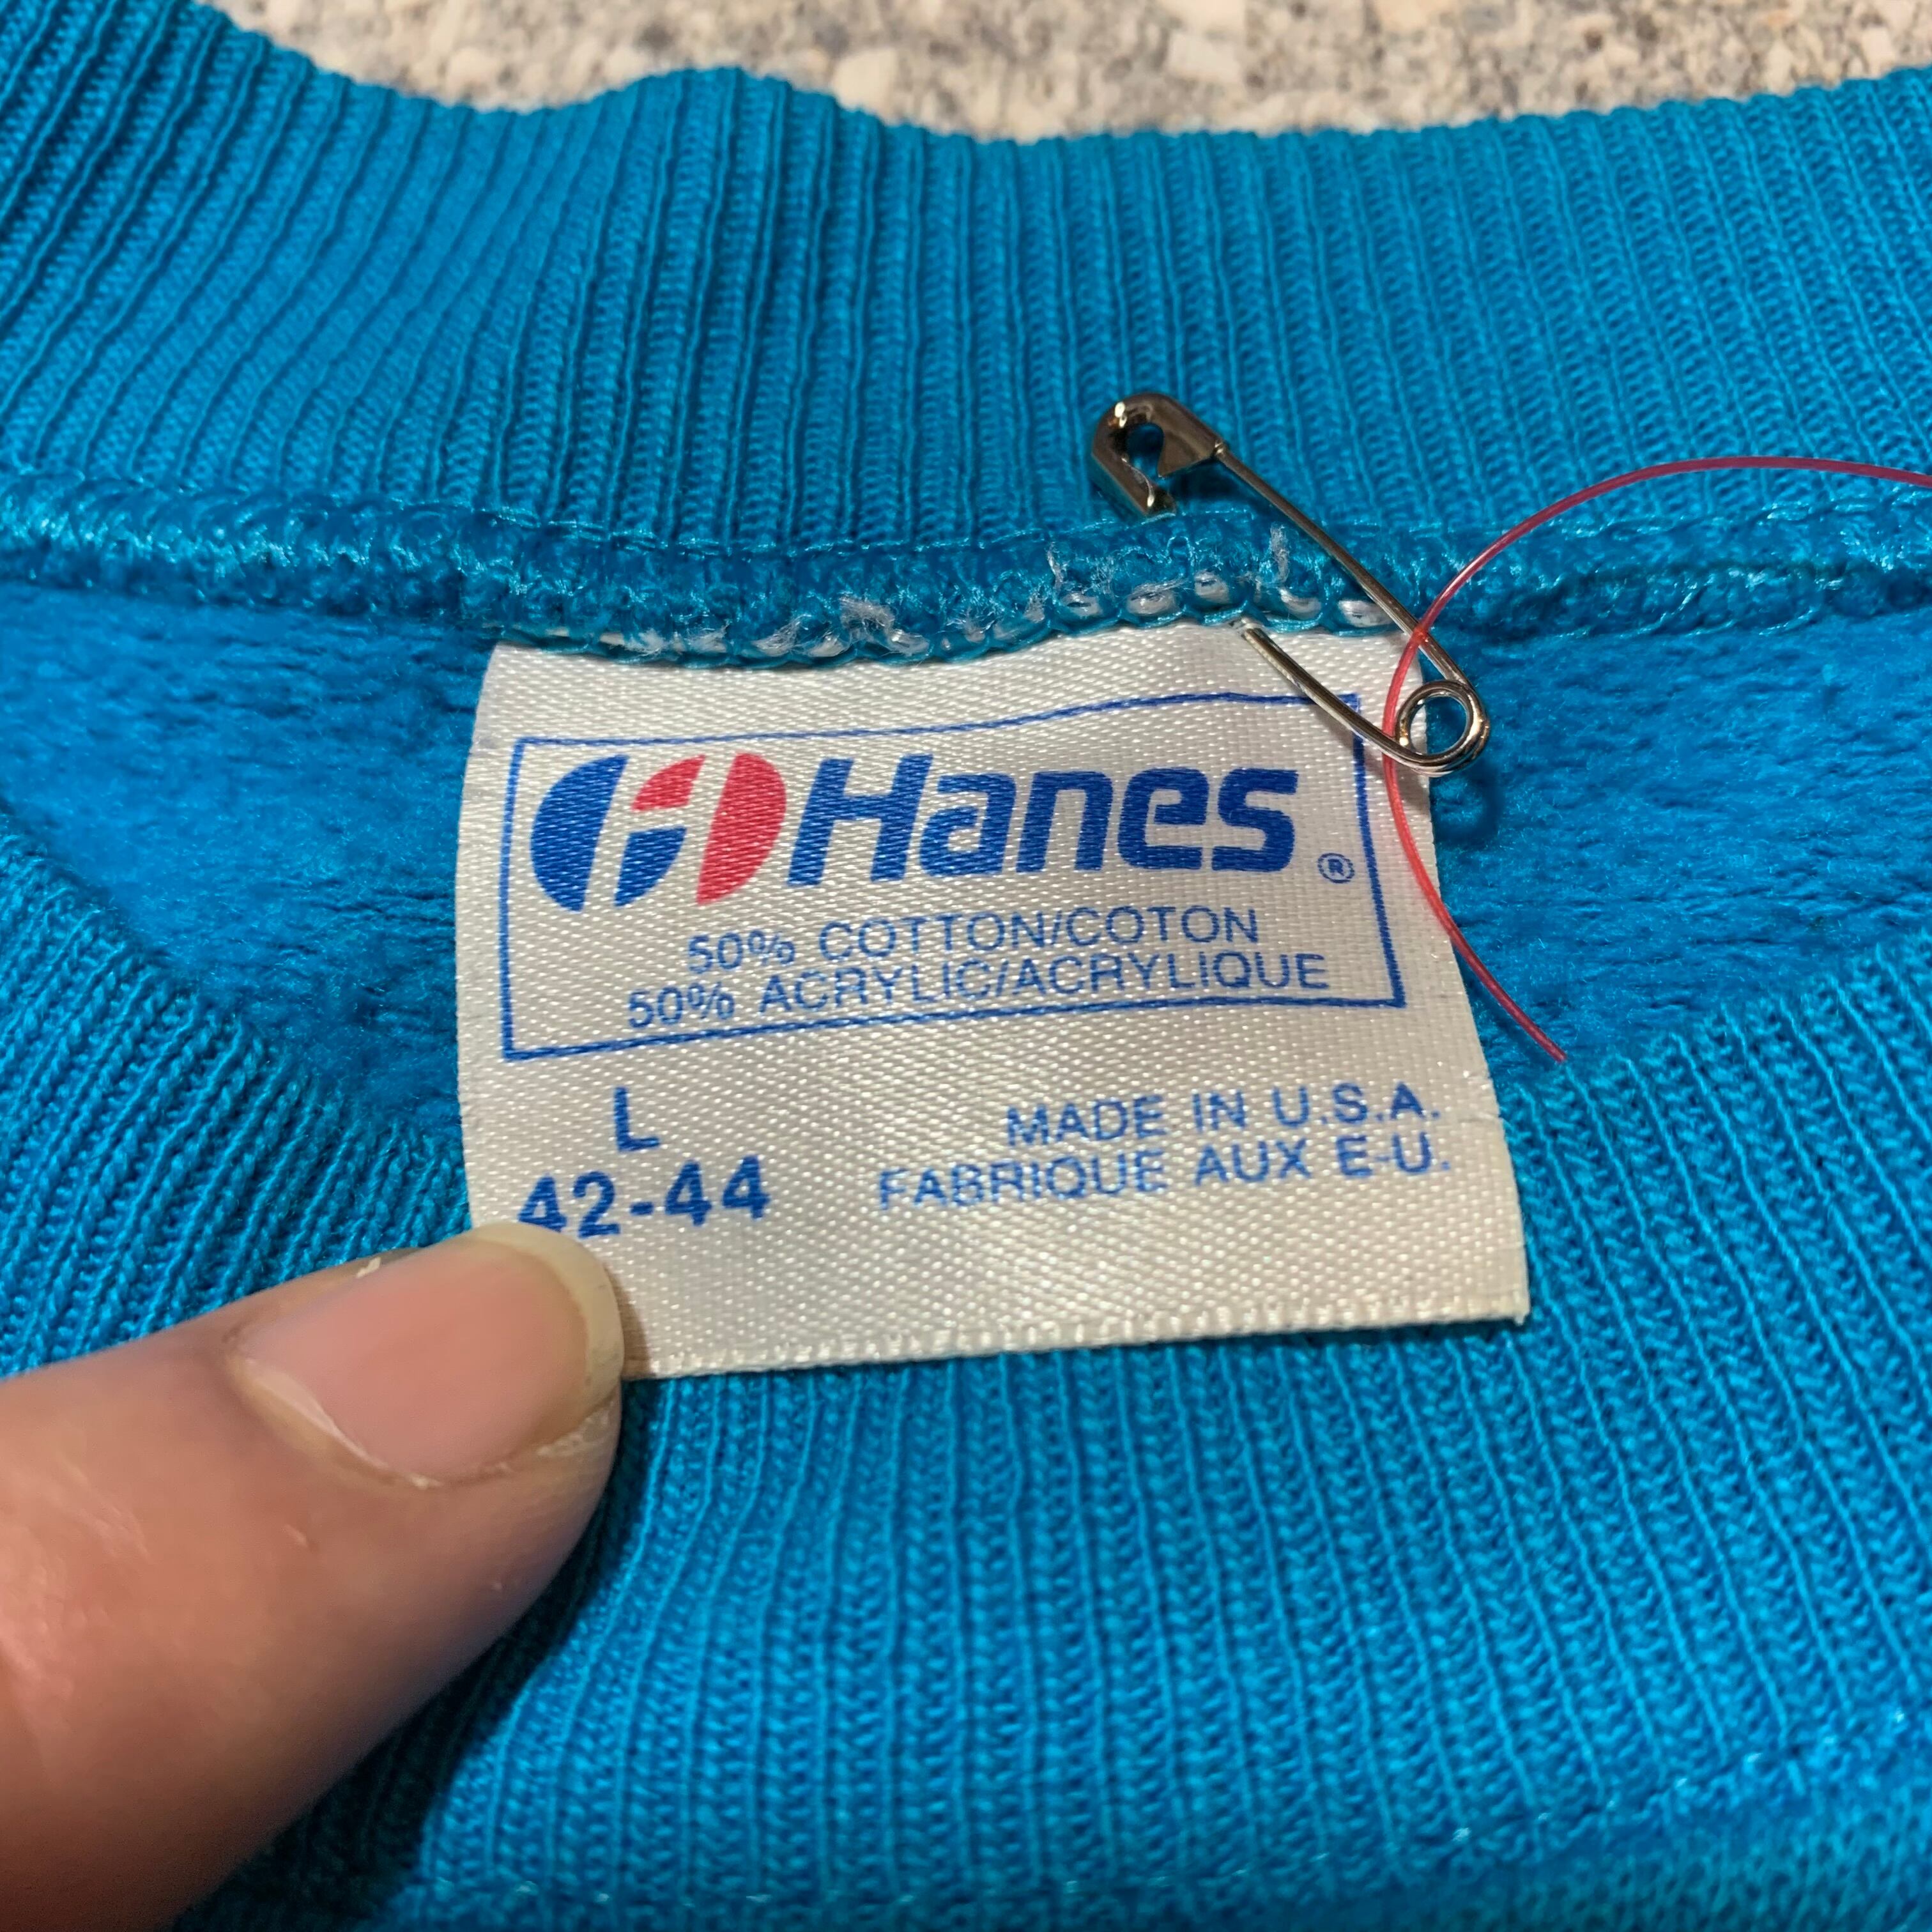 Hanes ®
50% COTTON/COTON
50% ACRYLIC/ACRYLIQUE
L
42-44
MADE IN U.S.A.
FABRIQUE AUX E-U.